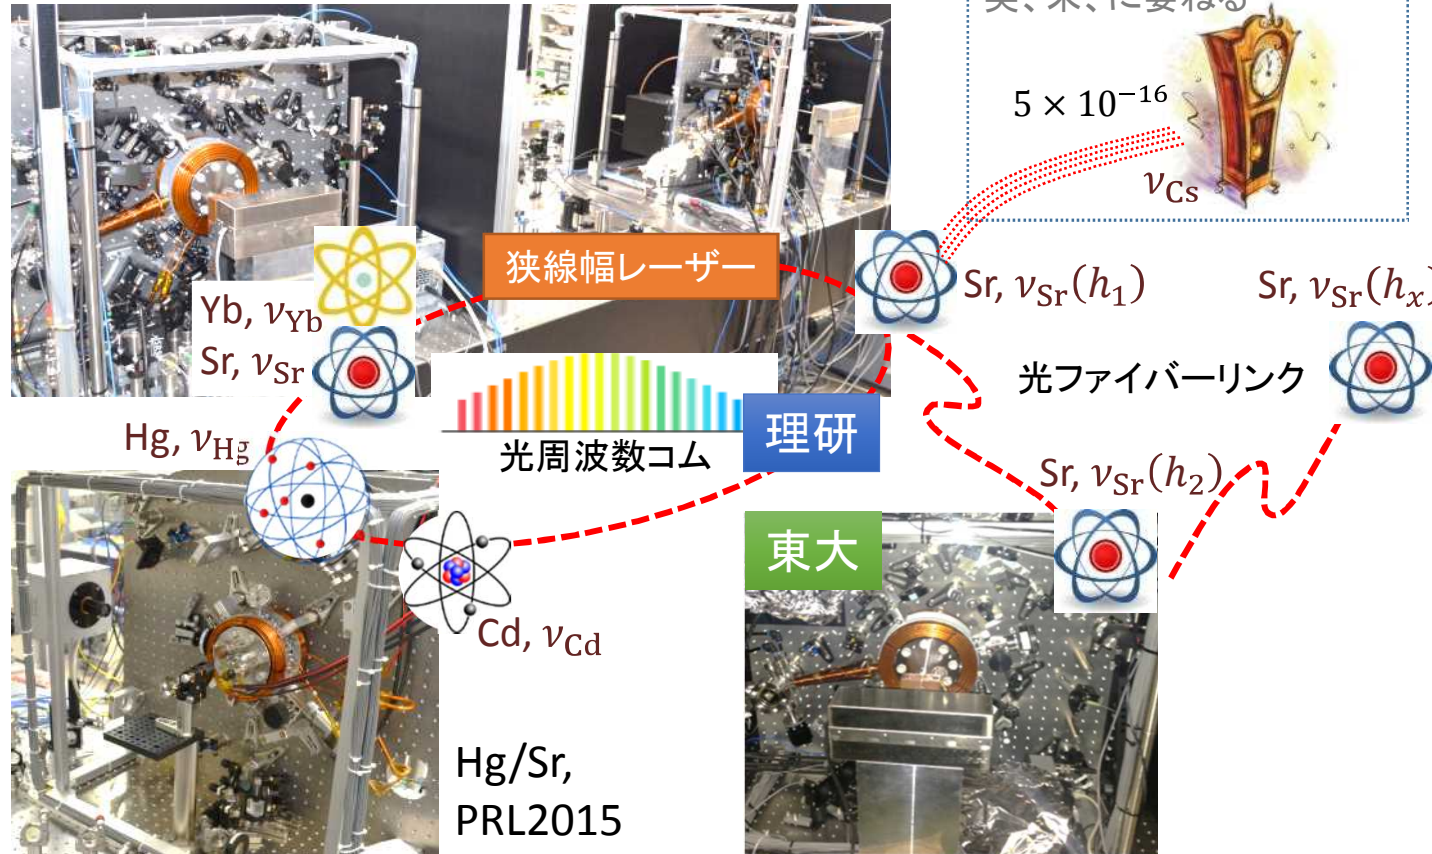 5 × 10⁻¹⁶
ν_Cs
狭線幅レーザー
Sr, ν_Sr(h₁)
Sr, ν_Sr(hₓ)
Yb, ν_Yb
Sr, ν_Sr
光ファイバーリンク
Hg, ν_Hg
光周波数コム
理研
Sr, ν_Sr(h₂)
東大
Cd, ν_Cd
Hg/Sr,
PRL2015